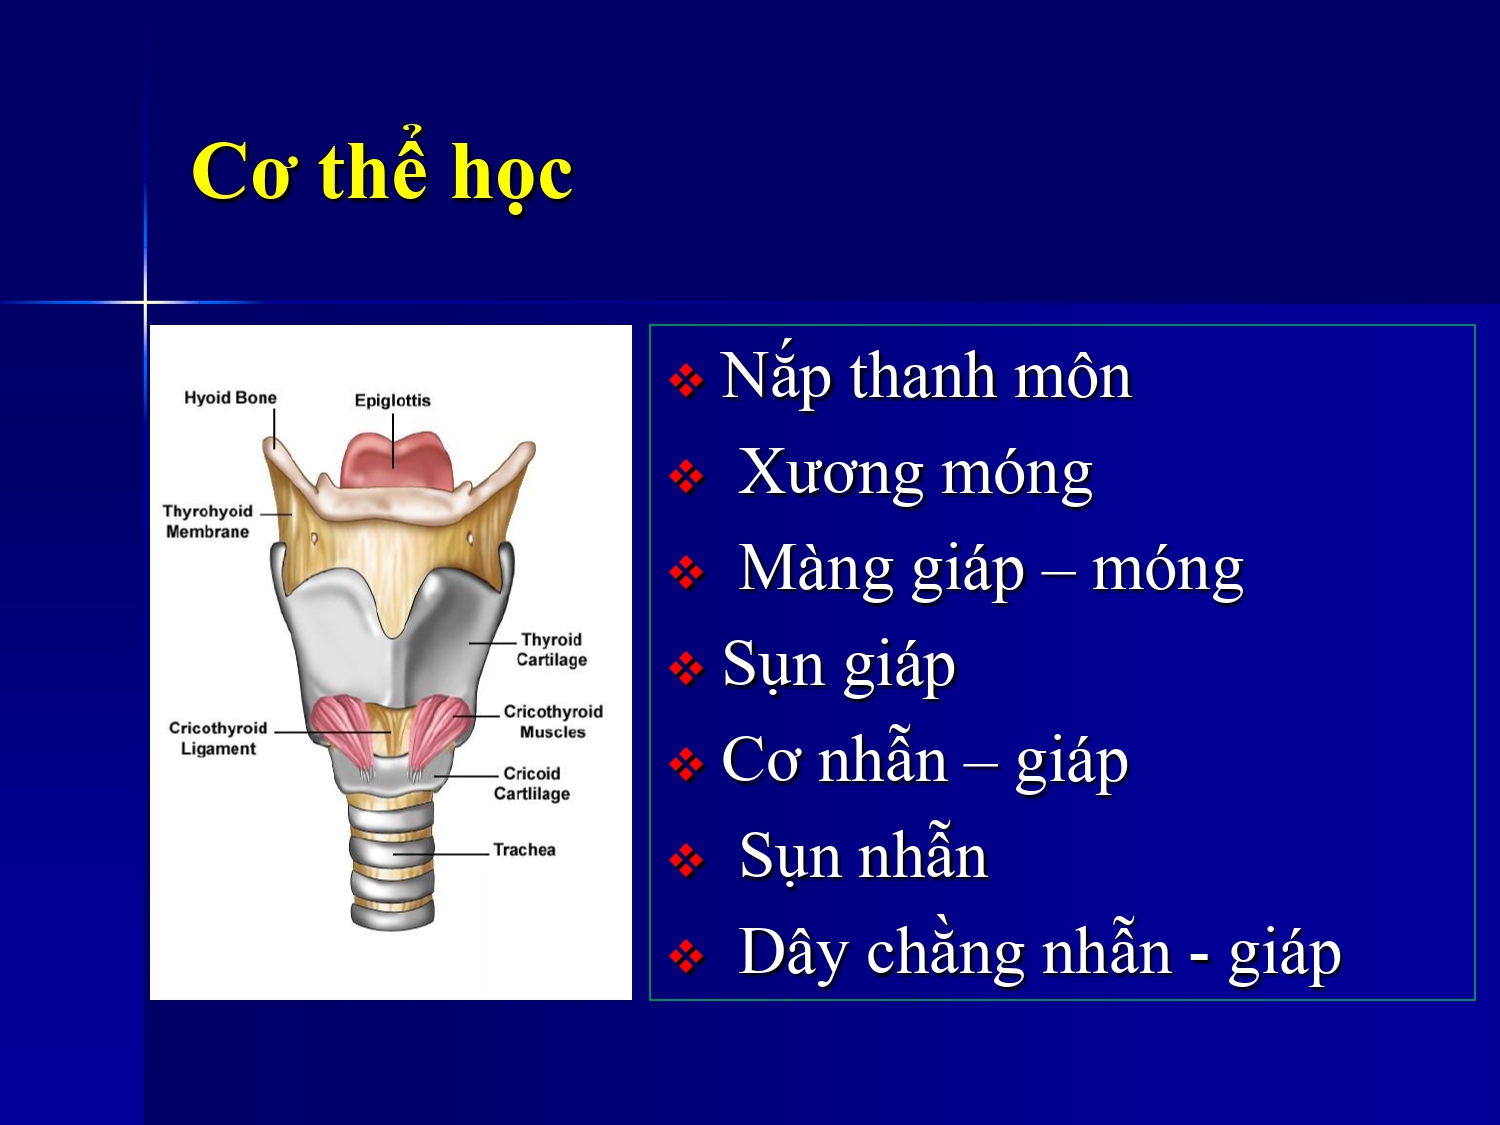 Cơ thể học
Hyoid Bone
Epiglottis
Thyrohyoid
Membrane
Thyroid
Cartilage
Cricothyroid
Muscles
Cricothyroid
Ligament
Cricoid
Cartlilage
Trachea
Nắp thanh môn
Xương móng
Màng giáp – móng
Sụn giáp
Cơ nhẫn – giáp
Sụn nhẫn
Dây chằng nhẫn - giáp